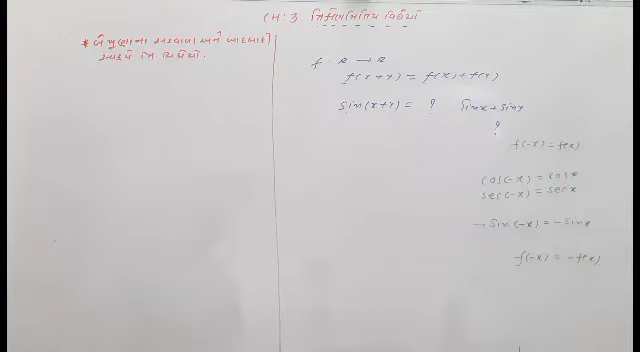 CH: 3 ત્રિકોણમિતિય વિધેયો
* બે ખૂણાના સરવાળા અને બાદબાકી
સ્વરૂપે ત્રિ. વિધેયો.
f: R → R
f(x+y) = f(x)+f(y)
sin(x+y) = ? sinx + siny
?
f(-x) = f(x)
cos(-x) = cosx
sec(-x) = secx
→ sin(-x) = -sinx
f(-x) = -f(x)